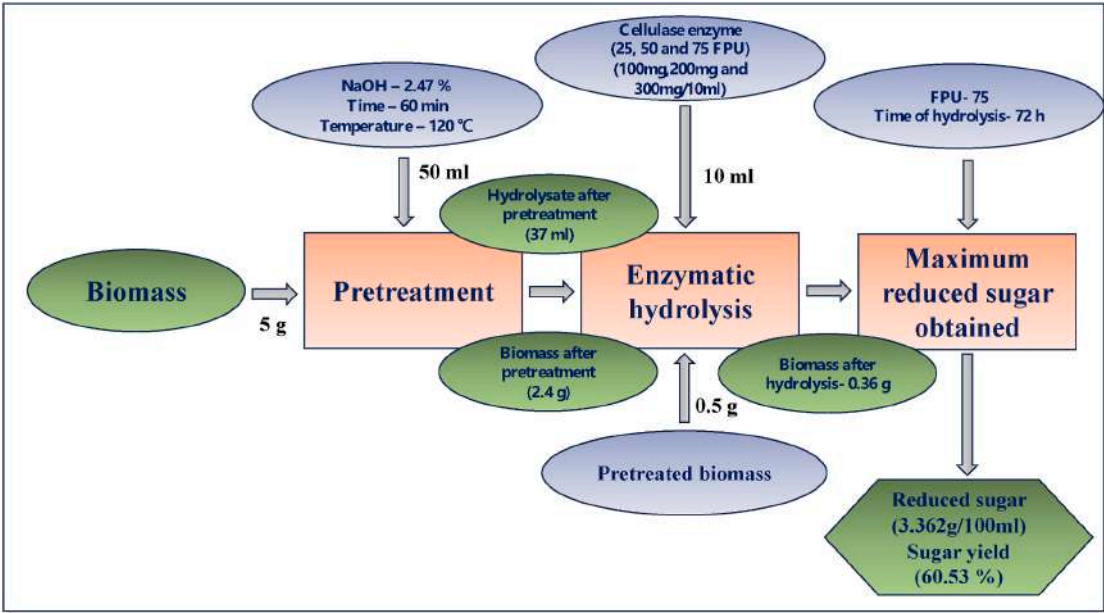 Cellulase enzyme
(25, 50 and 75 FPU)
(100mg,200mg and
300mg/10ml)
NaOH – 2.47 %
Time – 60 min
Temperature – 120 °C
FPU- 75
Time of hydrolysis- 72 h
50 ml
10 ml
Hydrolysate after
pretreatment
(37 ml)
Biomass
5 g
Pretreatment
Enzymatic
hydrolysis
Maximum
reduced sugar
obtained
Biomass after
pretreatment
(2.4 g)
Biomass after
hydrolysis- 0.36 g
0.5 g
Pretreated biomass
Reduced sugar
(3.362g/100ml)
Sugar yield
(60.53 %)